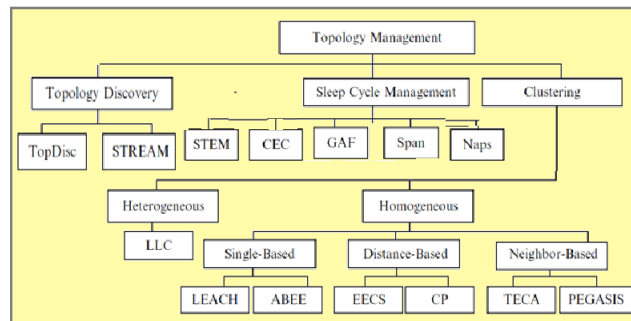 Topology Management
Topology Discovery
Sleep Cycle Management
Clustering
TopDisc
STREAM
STEM
CEC
GAF
Span
Naps
Heterogeneous
Homogeneous
LLC
Single-Based
Distance-Based
Neighbor-Based
LEACH
ABEE
EECS
CP
TECA
PEGASIS